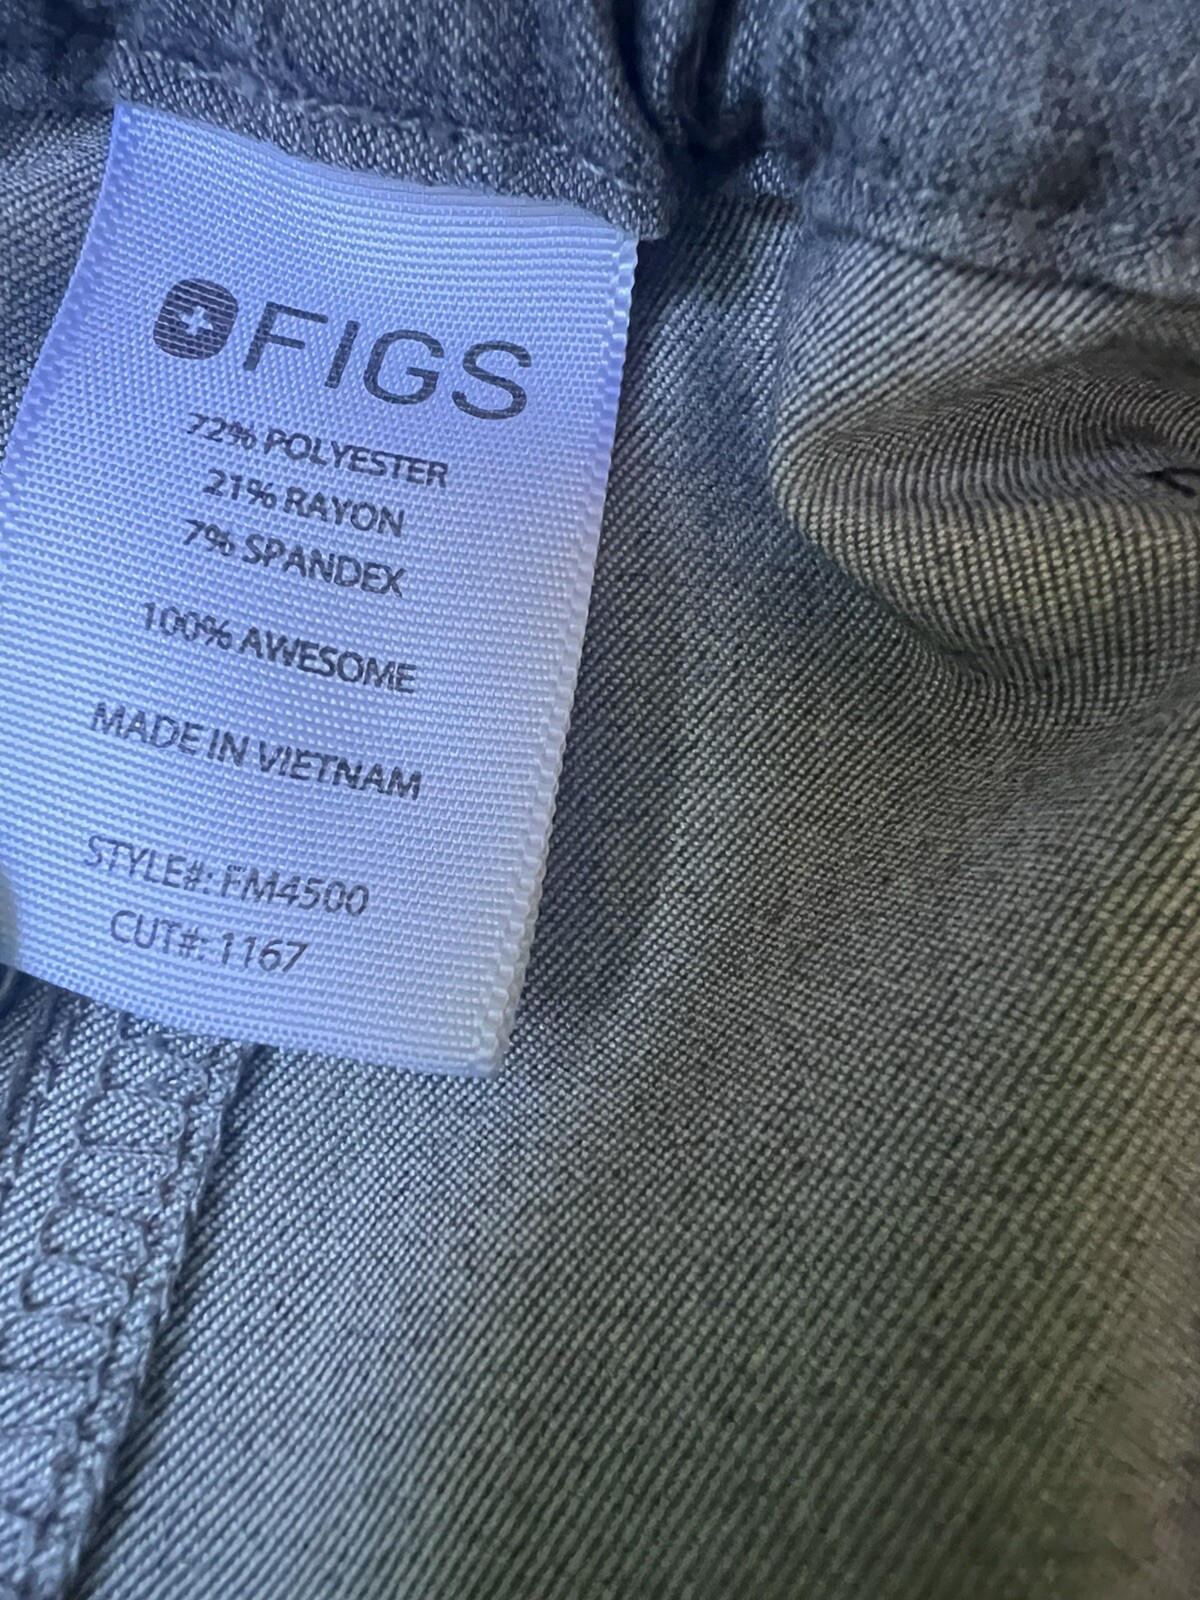 FIGS
72% POLYESTER
21% RAYON
7% SPANDEX
100% AWESOME
MADE IN VIETNAM
STYLE#: FM4500
CUT#: 1167